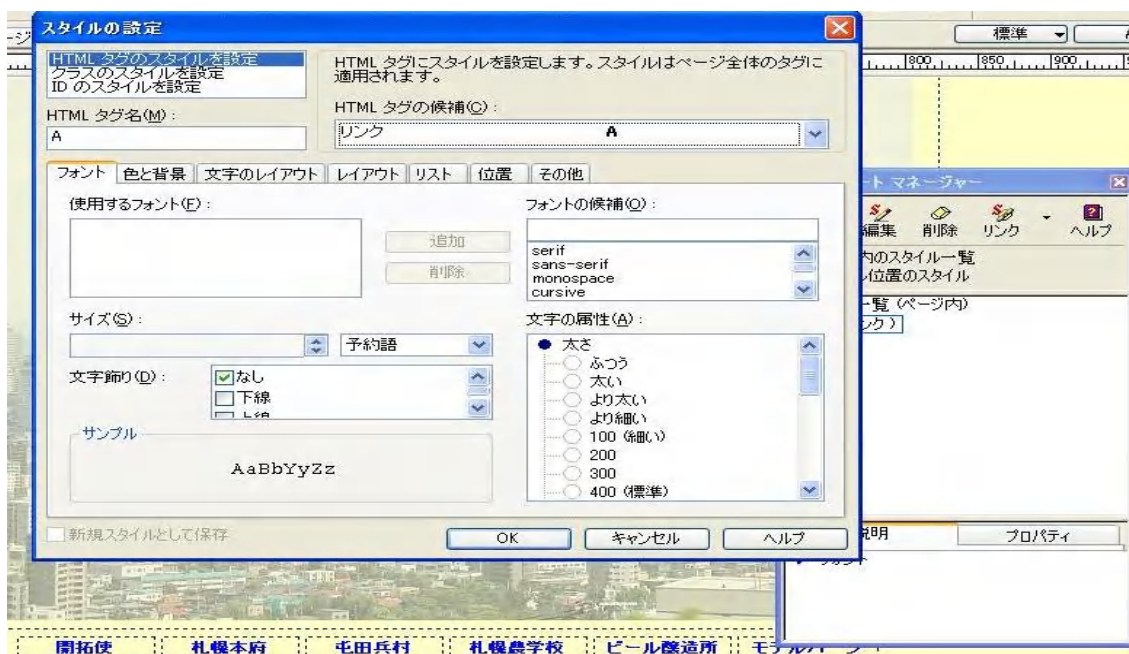 スタイルの設定
標準
HTML タグのスタイルを設定
クラスのスタイルを設定
ID のスタイルを設定
HTML タグにスタイルを設定します。スタイルはページ全体のタグに
適用されます。
800 850 900
HTML タグ名(M) :
A
HTML タグの候補(C) :
リンク A
フォント 色と背景 文字のレイアウト レイアウト リスト 位置 その他
使用するフォント(F) :
追加
削除
フォントの候補(O) :
serif
sans-serif
monospace
cursive
サイズ(S) :
予約語
文字飾り(D) :
なし
下線
上線
文字の属性(A) :
太さ
ふつう
太い
より太い
より細い
100 (細い)
200
300
400 (標準)
サンプル
AaBbYyZz
新規スタイルとして保存
OK キャンセル ヘルプ
ート マネージャー
編集 削除 リンク ヘルプ
内のスタイル一覧
位置のスタイル
一覧 (ページ内)
ンク)
説明 プロパティ
フォント
開拓使 札幌本府 屯田兵村 札幌農学校 ビール醸造所